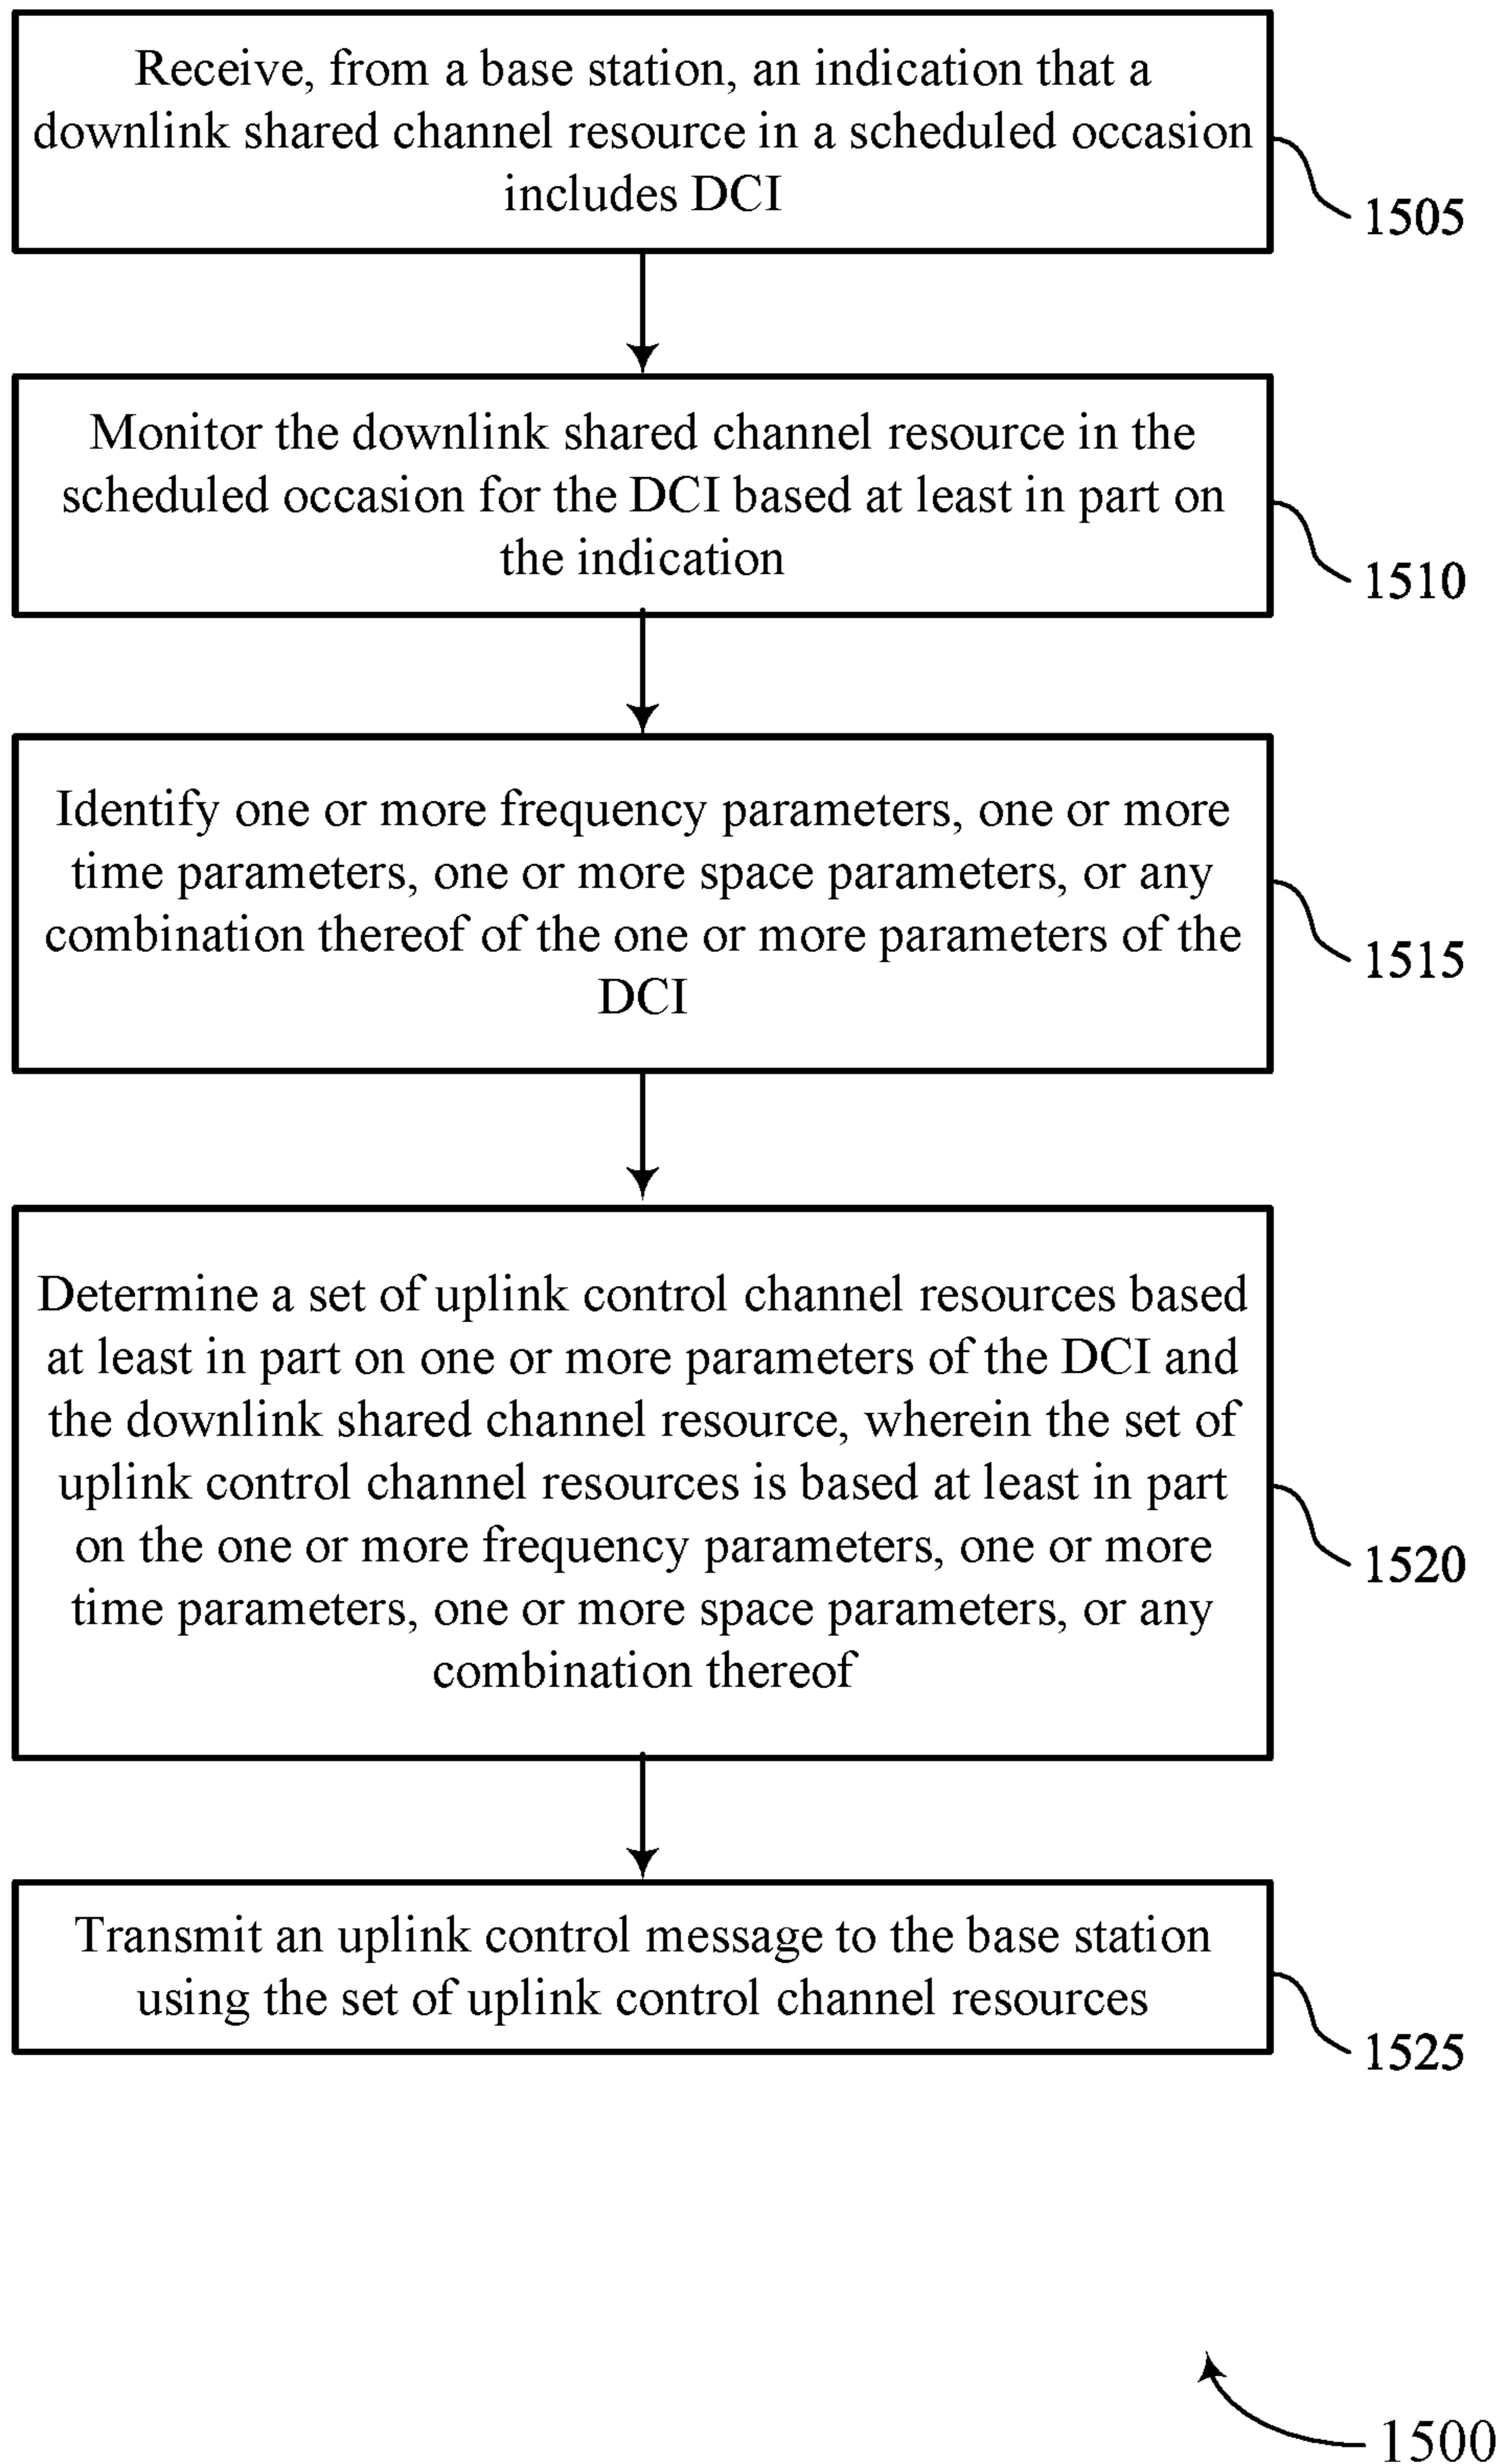 Receive, from a base station, an indication that a
downlink shared channel resource in a scheduled occasion
includes DCI
1505
Monitor the downlink shared channel resource in the
scheduled occasion for the DCI based at least in part on
the indication
1510
Identify one or more frequency parameters, one or more
time parameters, one or more space parameters, or any
combination thereof of the one or more parameters of the
DCI
1515
Determine a set of uplink control channel resources based
at least in part on one or more parameters of the DCI and
the downlink shared channel resource, wherein the set of
uplink control channel resources is based at least in part
on the one or more frequency parameters, one or more
time parameters, one or more space parameters, or any
combination thereof
1520
Transmit an uplink control message to the base station
using the set of uplink control channel resources
1525
1500